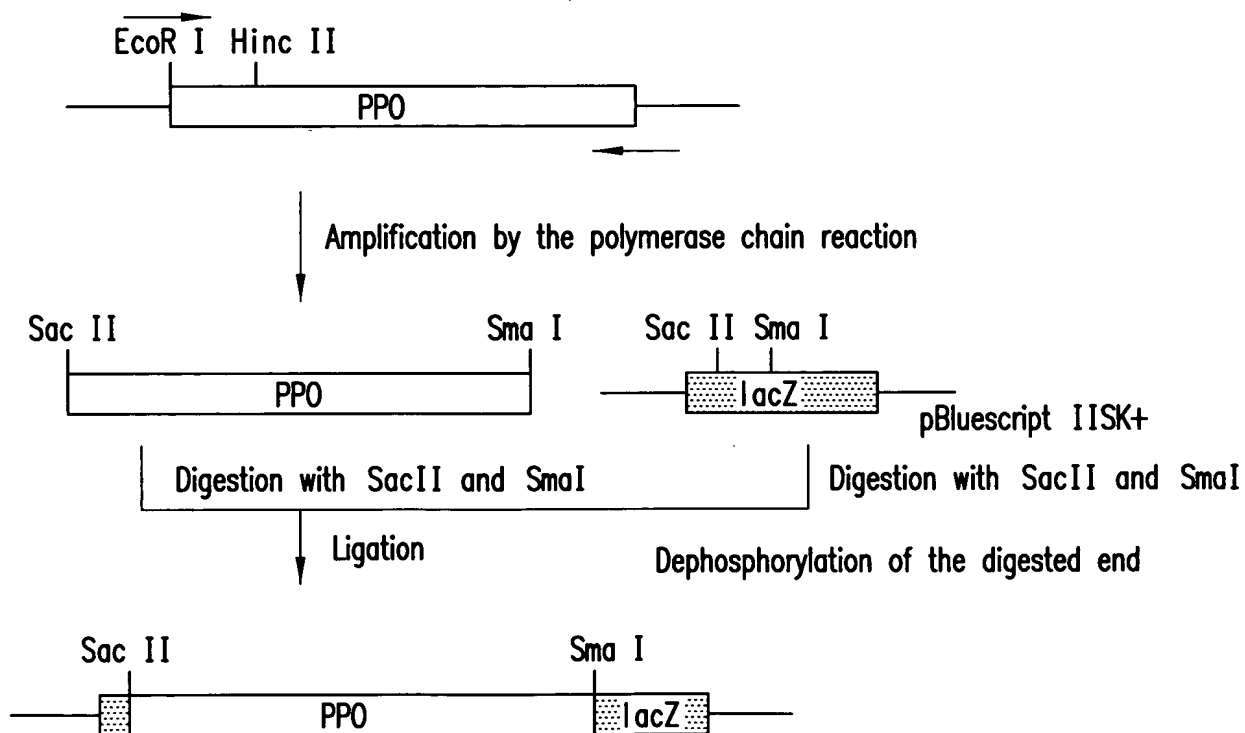 EcoR I Hinc II
PPO
Amplification by the polymerase chain reaction
Sac II Sma I Sac II Sma I
PPO lacZ
pBluescript IISK+
Digestion with SacII and SmaI Digestion with SacII and SmaI
Ligation Dephosphorylation of the digested end
Sac II Sma I
PPO lacZ